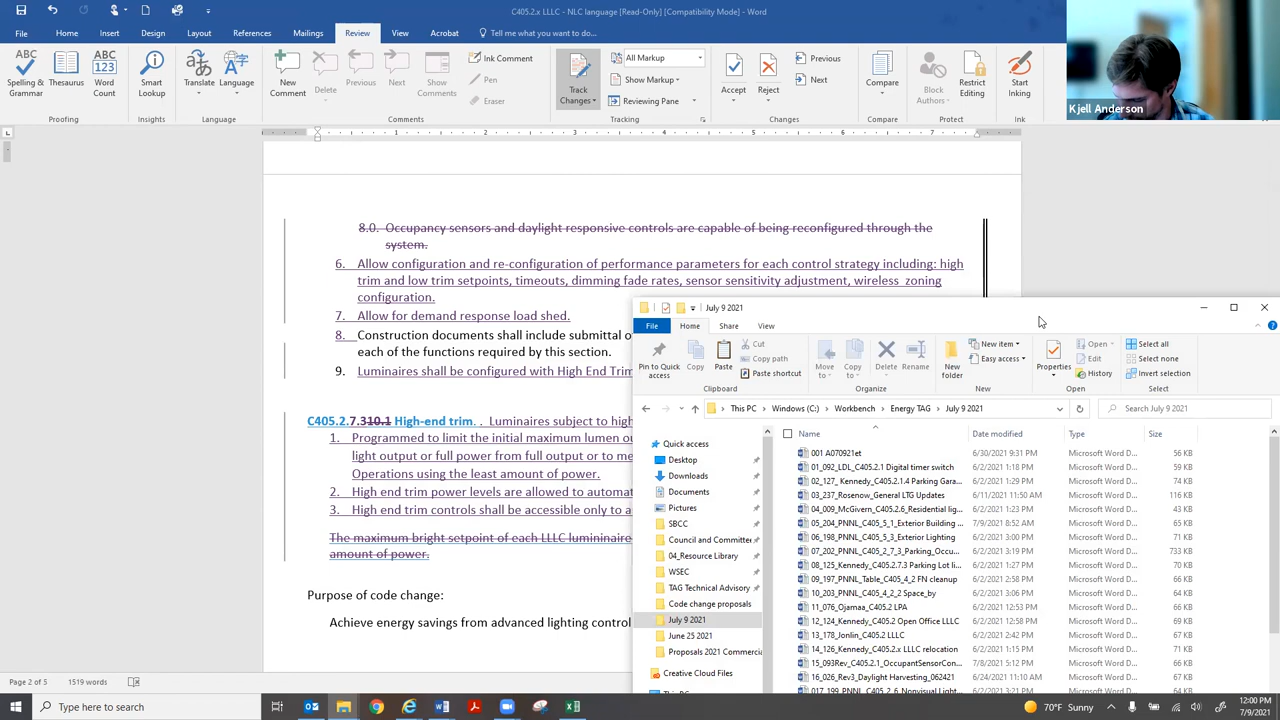 C405.2.x LLLC - NLC language [Read-Only] [Compatibility Mode] - Word
File Home Insert Design Layout References Mailings Review View Acrobat Tell me what you want to do...
ABC Spelling & Grammar
Thesaurus
ABC 123 Word Count
Proofing
Smart Lookup
Insights
Translate
Language
Language
New Comment
Delete
Previous
Next
Show Comments
Comments
Ink Comment
Pen
Eraser
Track Changes
All Markup
Show Markup
Reviewing Pane
Tracking
Accept
Reject
Previous
Next
Changes
Compare
Compare
Block Authors
Restrict Editing
Protect
Start Inking
Ink
Kjell Anderson
1 2 3 4 5 6 7
8.0. Occupancy sensors and daylight responsive controls are capable of being reconfigured through the
system.
6. Allow configuration and re-configuration of performance parameters for each control strategy including: high
trim and low trim setpoints, timeouts, dimming fade rates, sensor sensitivity adjustment, wireless zoning
configuration.
7. Allow for demand response load shed.
8. Construction documents shall include submittal o
each of the functions required by this section.
9. Luminaires shall be configured with High End Trim
C405.2.7.310.1 High-end trim. . Luminaires subject to high
1. Programmed to limit the initial maximum lumen ou
light output or full power from full output or to me
Operations using the least amount of power.
2. High end trim power levels are allowed to automat
3. High end trim controls shall be accessible only to a
The maximum bright setpoint of each LLLC lumininaire
amount of power.
Purpose of code change:
Achieve energy savings from advanced lighting control
Page 2 of 5 1519 words
July 9 2021
File Home Share View
Pin to Quick access
Copy
Paste
Cut
Copy path
Paste shortcut
Clipboard
Move to
Copy to
Delete
Rename
Organize
New folder
New item
Easy access
New
Properties
Open
Edit
History
Open
Select all
Select none
Invert selection
Select
This PC > Windows (C:) > Workbench > Energy TAG > July 9 2021
Search July 9 2021
Quick access
Desktop
Downloads
Documents
Pictures
SBCC
Council and Committee
04_Resource Library
WSEC
TAG Technical Advisory
Code change proposals
July 9 2021
June 25 2021
Proposals 2021 Commercia
Creative Cloud Files
Name Date modified Type Size
001 A070921et 6/30/2021 9:31 PM Microsoft Word D... 56 KB
01_092_LDL_C405.2.1 Digital timer switch 6/2/2021 1:18 PM Microsoft Word D... 69 KB
02_127_ Kennedy_C405.2.1.4 Parking Gara... 6/2/2021 1:29 PM Microsoft Word D... 74 KB
03_237_Rosenow_General LTG Updates 6/11/2021 11:50 AM Microsoft Word D... 116 KB
04_009_McGivern_C405.2.6_Residential lig... 6/2/2021 1:23 PM Microsoft Word D... 43 KB
05_204_PNNL_C405_5_1_Exterior Building ... 7/9/2021 8:52 AM Microsoft Word D... 65 KB
06_198_PNNL_C405_5_3_Exterior Lighting 6/2/2021 3:00 PM Microsoft Word D... 71 KB
07_202_PNNL_C405_2_7_3_Parking_Occu... 6/2/2021 3:19 PM Microsoft Word D... 733 KB
08_125_Kennedy_C405.2.7.3 Parking Lot li... 6/2/2021 1:27 PM Microsoft Word D... 70 KB
09_197_PNNL_Table_C405_4_2 FN cleanup 6/2/2021 2:58 PM Microsoft Word D... 66 KB
10_203_PNNL_C405_4_2_2 Space_by 6/2/2021 3:10 PM Microsoft Word D... 64 KB
11_076_Ojamaa_C405.2 LPA 6/2/2021 12:53 PM Microsoft Word D... 64 KB
12_124_Kennedy_C405.2 Open Office LLLC 6/2/2021 12:58 PM Microsoft Word D... 69 KB
13_178_Jonlin_C405.2 LLLC 6/2/2021 2:42 PM Microsoft Word D... 67 KB
14_126_Kennedy_C405.2.x LLLC relocation 6/2/2021 1:15 PM Microsoft Word D... 71 KB
15_093Rev_C405.2.1_OccupantSensorCon... 7/8/2021 5:12 PM Microsoft Word D... 66 KB
16_026_Rev3_Daylight Harvesting_062421 6/24/2021 11:10 AM Microsoft Word D... 67 KB
Type here to search
70°F Sunny
12:00 PM
7/9/2021